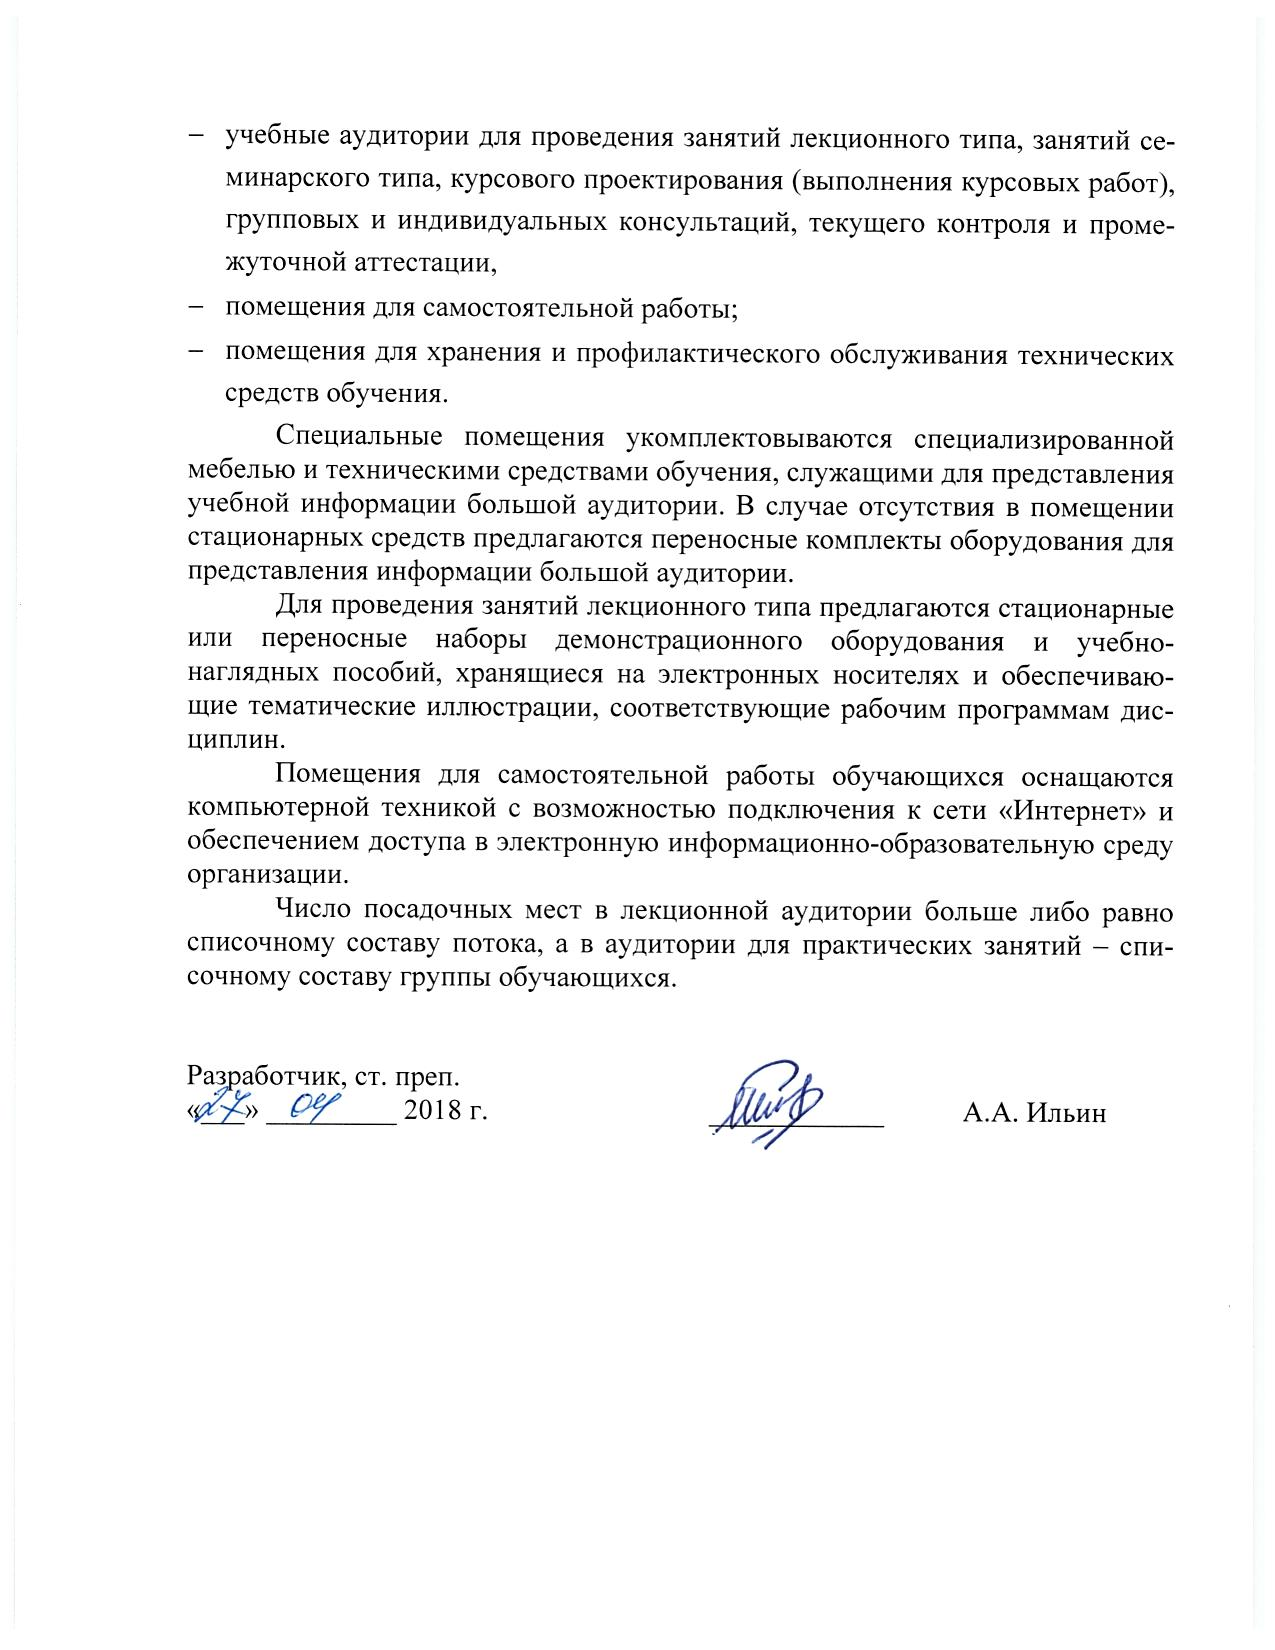 − учебные аудитории для проведения занятий лекционного типа, занятий се-
минарского типа, курсового проектирования (выполнения курсовых работ),
групповых и индивидуальных консультаций, текущего контроля и проме-
жуточной аттестации,
− помещения для самостоятельной работы;
− помещения для хранения и профилактического обслуживания технических
средств обучения.
Специальные помещения укомплектовываются специализированной
мебелью и техническими средствами обучения, служащими для представления
учебной информации большой аудитории. В случае отсутствия в помещении
стационарных средств предлагаются переносные комплекты оборудования для
представления информации большой аудитории.
Для проведения занятий лекционного типа предлагаются стационарные
или переносные наборы демонстрационного оборудования и учебно-
наглядных пособий, хранящиеся на электронных носителях и обеспечиваю-
щие тематические иллюстрации, соответствующие рабочим программам дис-
циплин.
Помещения для самостоятельной работы обучающихся оснащаются
компьютерной техникой с возможностью подключения к сети «Интернет» и
обеспечением доступа в электронную информационно-образовательную среду
организации.
Число посадочных мест в лекционной аудитории больше либо равно
списочному составу потока, а в аудитории для практических занятий – спи-
сочному составу группы обучающихся.
Разработчик, ст. преп.
«27» 04 2018 г. А.А. Ильин